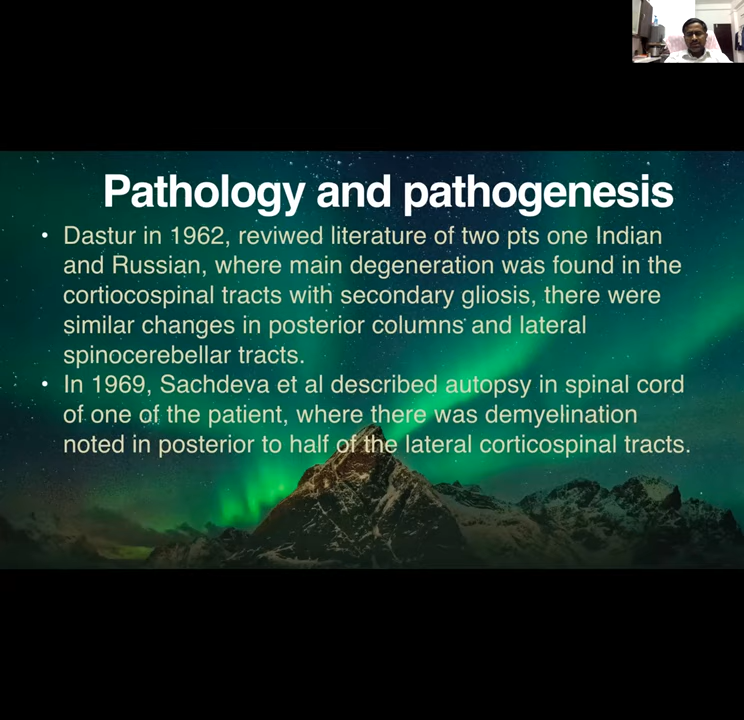 Pathology and pathogenesis
• Dastur in 1962, reviwed literature of two pts one Indian
and Russian, where main degeneration was found in the
cortiocospinal tracts with secondary gliosis, there were
similar changes in posterior columns and lateral
spinocerebellar tracts.
• In 1969, Sachdeva et al described autopsy in spinal cord
of one of the patient, where there was demyelination
noted in posterior to half of the lateral corticospinal tracts.